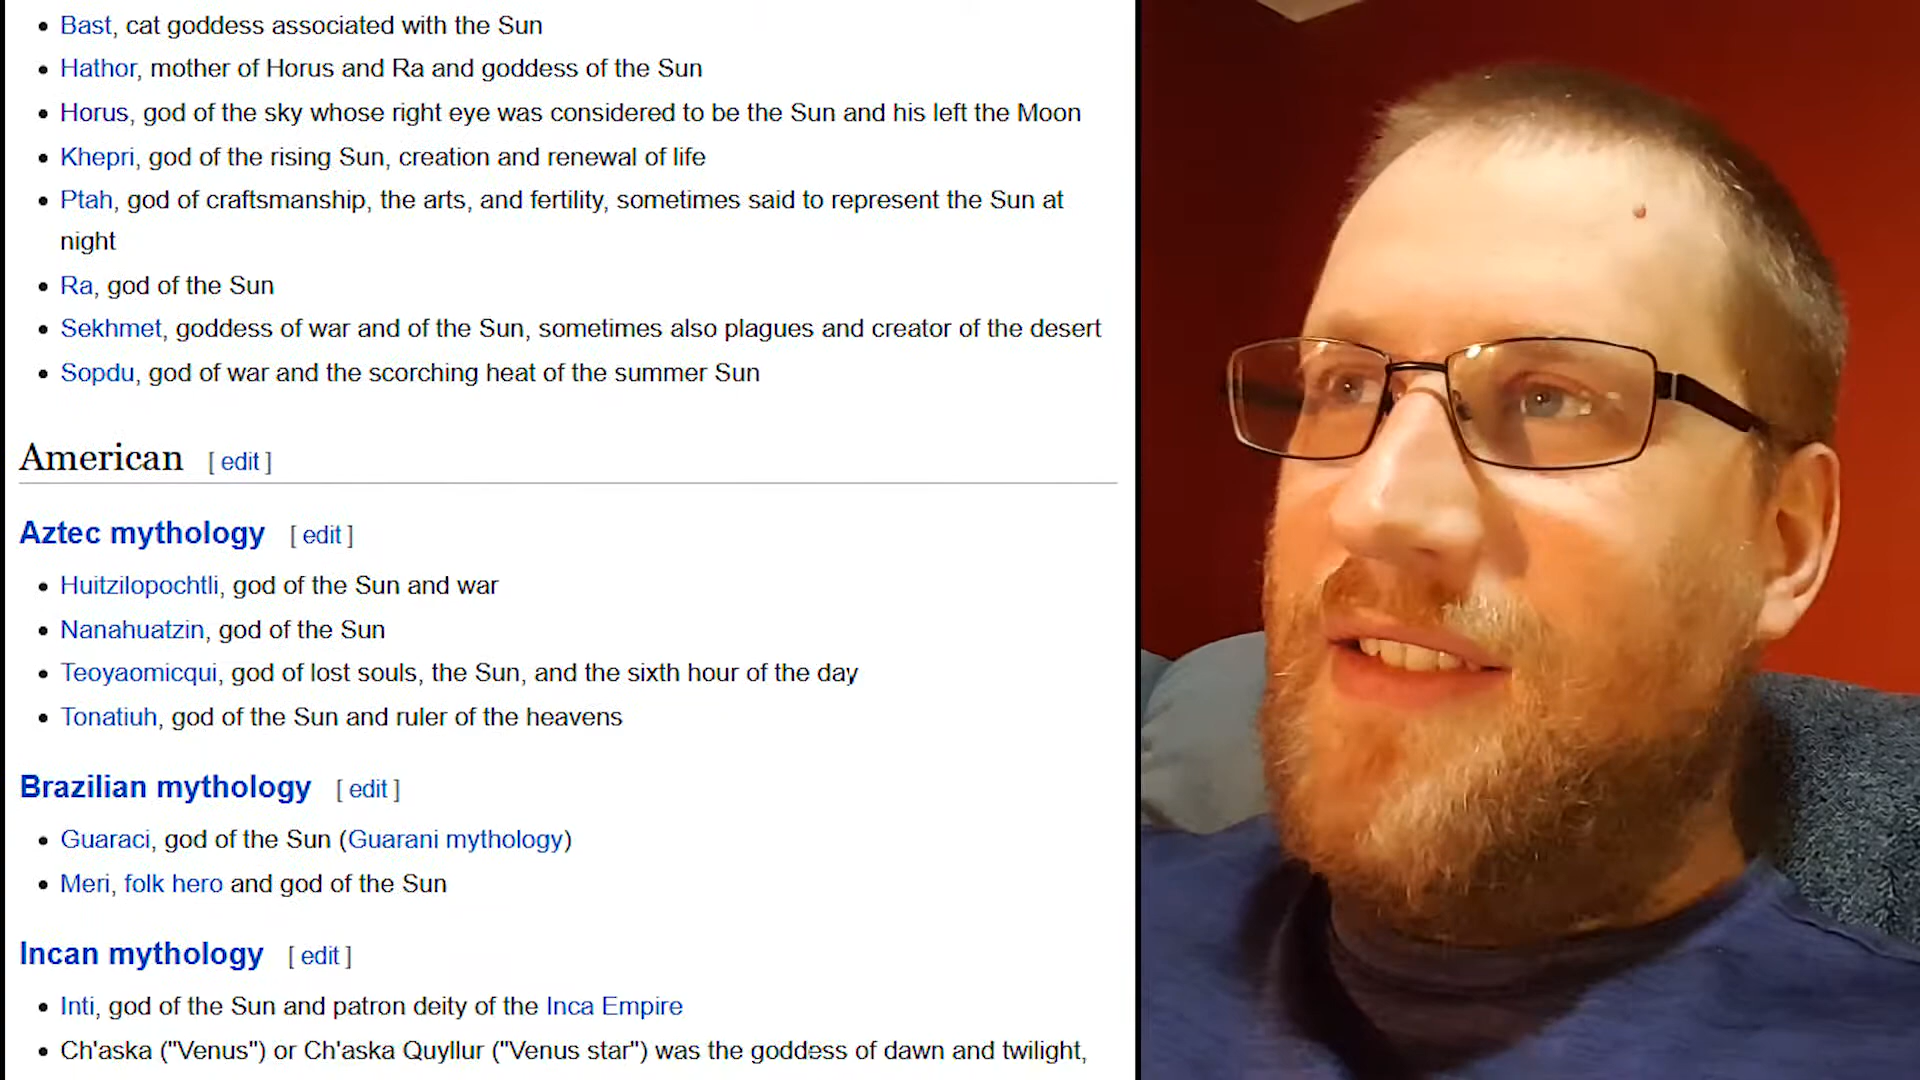 Bast, cat goddess associated with the Sun
Hathor, mother of Horus and Ra and goddess of the Sun
Horus, god of the sky whose right eye was considered to be the Sun and his left the Moon
Khepri, god of the rising Sun, creation and renewal of life
Ptah, god of craftsmanship, the arts, and fertility, sometimes said to represent the Sun at
night
Ra, god of the Sun
Sekhmet, goddess of war and of the Sun, sometimes also plagues and creator of the desert
Sopdu, god of war and the scorching heat of the summer Sun
American [ edit ]
Aztec mythology [ edit ]
Huitzilopochtli, god of the Sun and war
Nanahuatzin, god of the Sun
Teoyaomicqui, god of lost souls, the Sun, and the sixth hour of the day
Tonatiuh, god of the Sun and ruler of the heavens
Brazilian mythology [ edit ]
Guaraci, god of the Sun (Guarani mythology)
Meri, folk hero and god of the Sun
Incan mythology [ edit ]
Inti, god of the Sun and patron deity of the Inca Empire
Ch'aska ("Venus") or Ch'aska Quyllur ("Venus star") was the goddess of dawn and twilight,